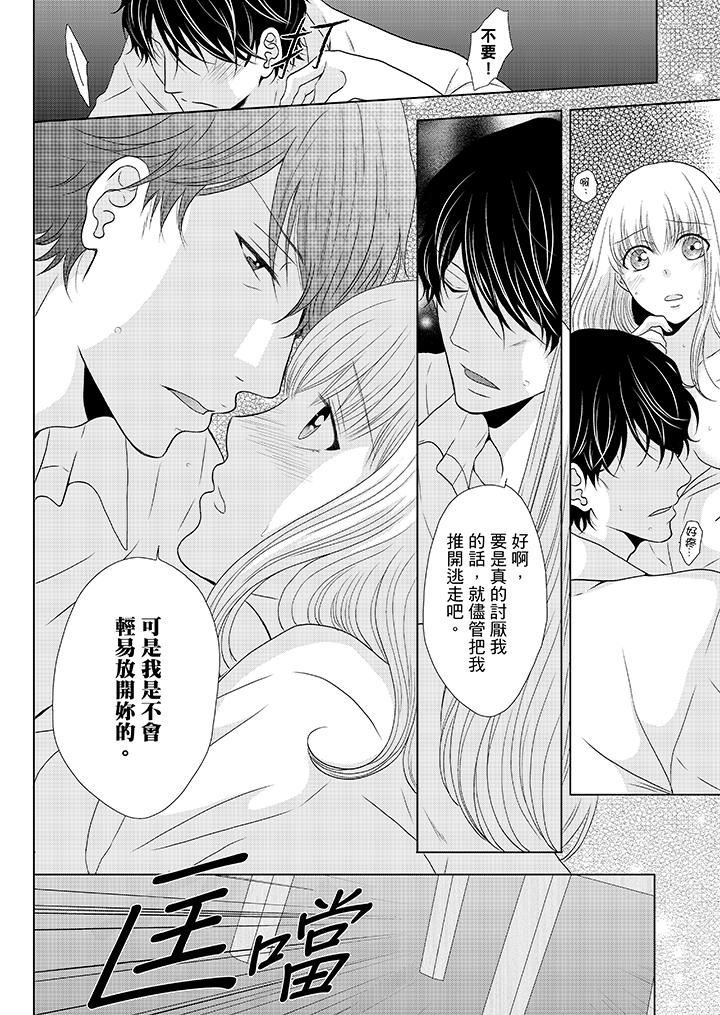 不要！
啊…
好疼…
好啊，
要是真的討厭我
的話，就儘管把我
推開逃走吧。
可是我是不會
輕易放開妳的。
匡噹